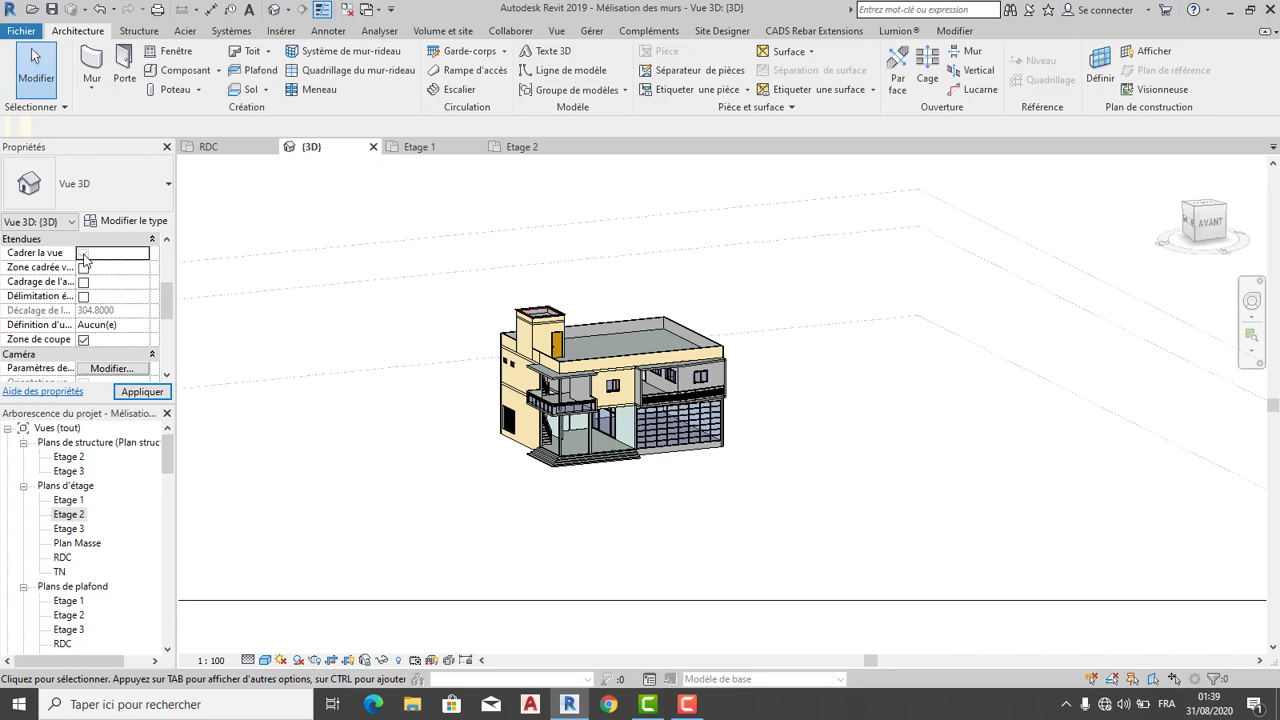 Autodesk Revit 2019 - Mélisation des murs - Vue 3D: {3D}
Entrez mot-clé ou expression
Se connecter
Fichier Architecture Structure Acier Systèmes Insérer Annoter Analyser Volume et site Collaborer Vue Gérer Compléments Site Designer CADS Rebar Extensions Lumion® Modifier
Modifier
Sélectionner
Mur
Porte
Fenêtre
Composant
Poteau
Toit
Plafond
Sol
Système de mur-rideau
Quadrillage du mur-rideau
Meneau
Création
Garde-corps
Rampe d'accès
Escalier
Circulation
Texte 3D
Ligne de modèle
Groupe de modèles
Modèle
Pièce
Séparateur de pièces
Etiqueter une pièce
Surface
Séparation de surface
Etiqueter une surface
Pièce et surface
Par face
Cage
Mur
Vertical
Lucarne
Ouverture
Niveau
Quadrillage
Référence
Définir
Afficher
Plan de référence
Visionneuse
Plan de construction
Propriétés
RDC
{3D}
Etage 1
Etage 2
Vue 3D
Vue 3D: {3D}
Modifier le type
Etendues
Cadrer la vue
Zone cadrée v...
Cadrage de l'a...
Délimitation é...
Décalage de l... 304.8000
Définition d'u... Aucun(e)
Zone de coupe
Caméra
Paramètres de... Modifier...
Aide des propriétés
Appliquer
Arborescence du projet - Mélisatio...
Vues (tout)
Plans de structure (Plan struc
Etage 2
Etage 3
Plans d'étage
Etage 1
Etage 2
Etage 3
Plan Masse
RDC
TN
Plans de plafond
Etage 1
Etage 2
Etage 3
RDC
AVANT
1 : 100
Cliquez pour sélectionner. Appuyez sur TAB pour afficher d'autres options, sur CTRL pour ajouter
:0
Modèle de base
:0
Taper ici pour rechercher
FRA
01:39
31/08/2020